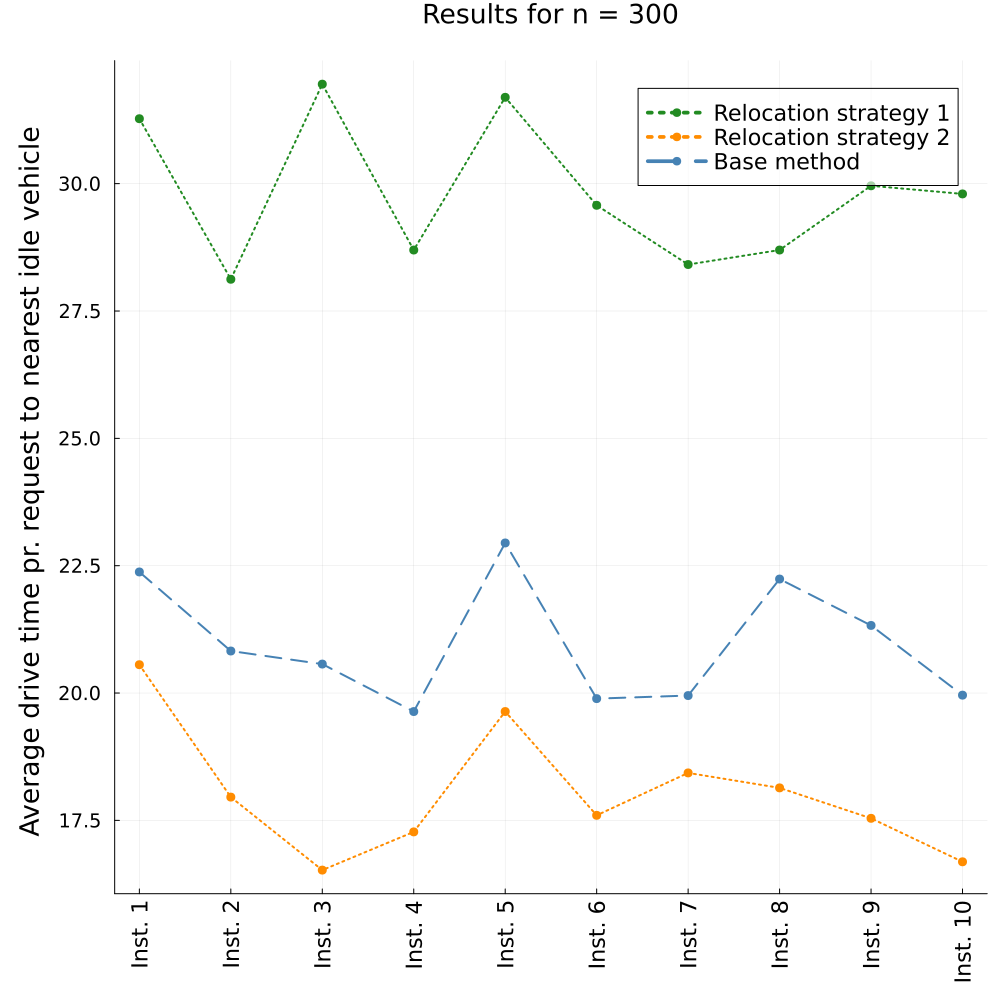 Results for n = 300
Average drive time pr. request to nearest idle vehicle
30.0
27.5
25.0
22.5
20.0
17.5
Relocation strategy 1
Relocation strategy 2
Base method
Inst. 1
Inst. 2
Inst. 3
Inst. 4
Inst. 5
Inst. 6
Inst. 7
Inst. 8
Inst. 9
Inst. 10